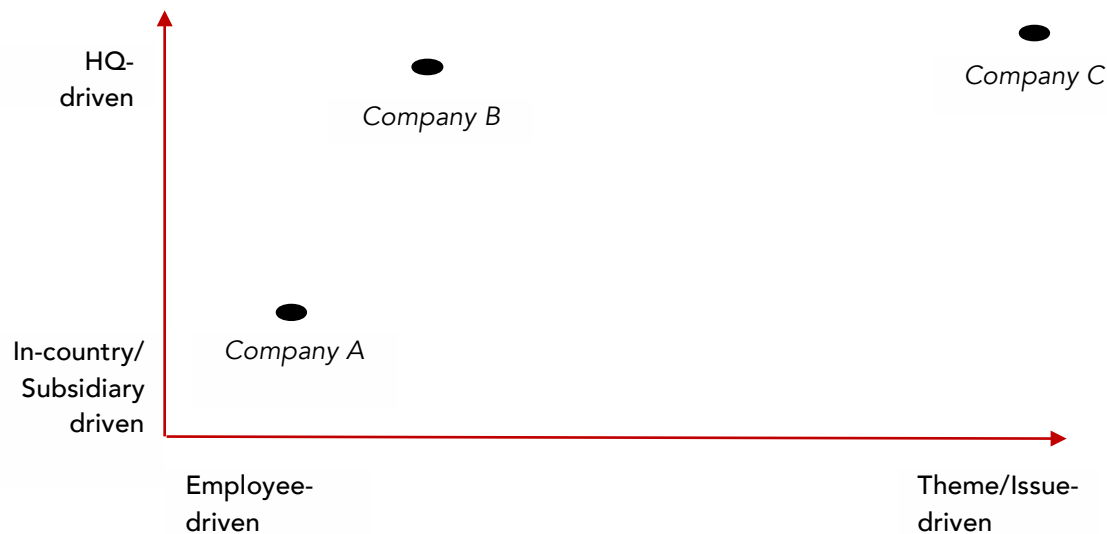 HQ-
driven
Company C
Company B
In-country/
Subsidiary
driven
Company A
Employee-
driven
Theme/Issue-
driven